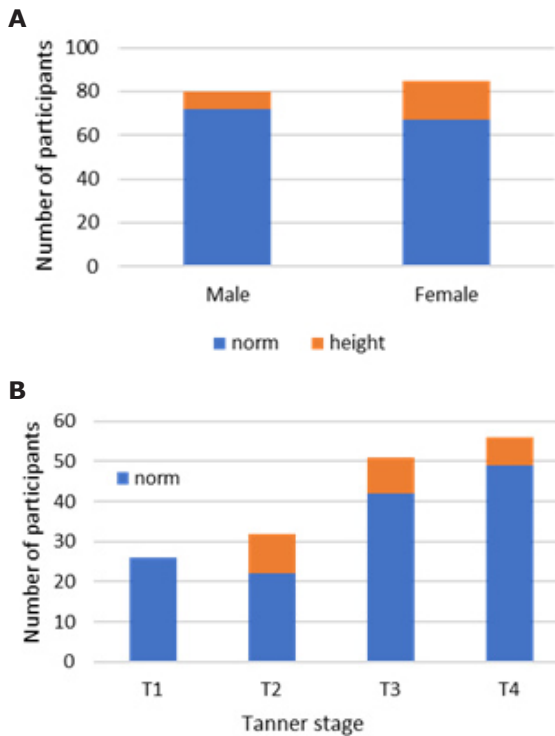 A
Number of participants
100
80
60
40
20
0
Male Female
norm height
B
Number of participants
60
50
40
30
20
10
0
norm
T1 T2 T3 T4
Tanner stage